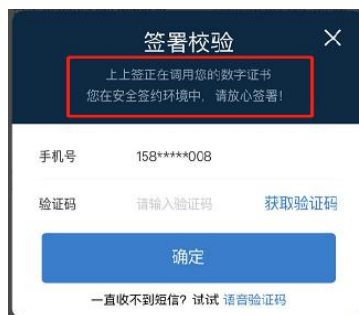 签署校验
上上签正在调用您的数字证书
您在安全签约环境中，请放心签署！
手机号 158*****008
验证码 请输入验证码 获取验证码
确定
一直收不到短信？试试 语音验证码